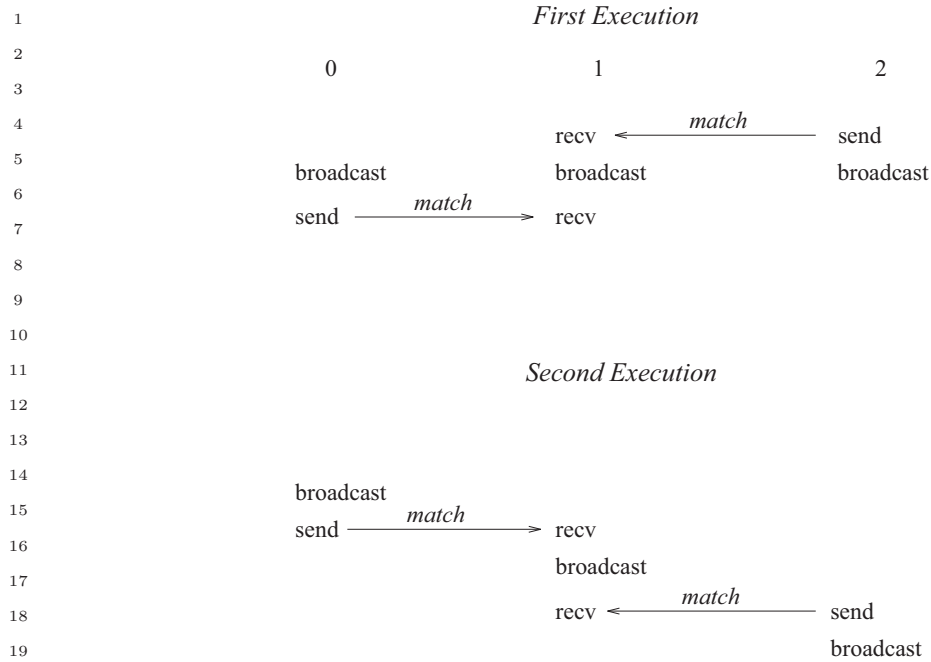 1
First Execution
2
0 1 2
3
4
recv match send
5
broadcast broadcast broadcast
6
send match recv
7
8
9
10
11
Second Execution
12
13
14
broadcast
15
send match recv
16
broadcast
17
18
recv match send
19
broadcast